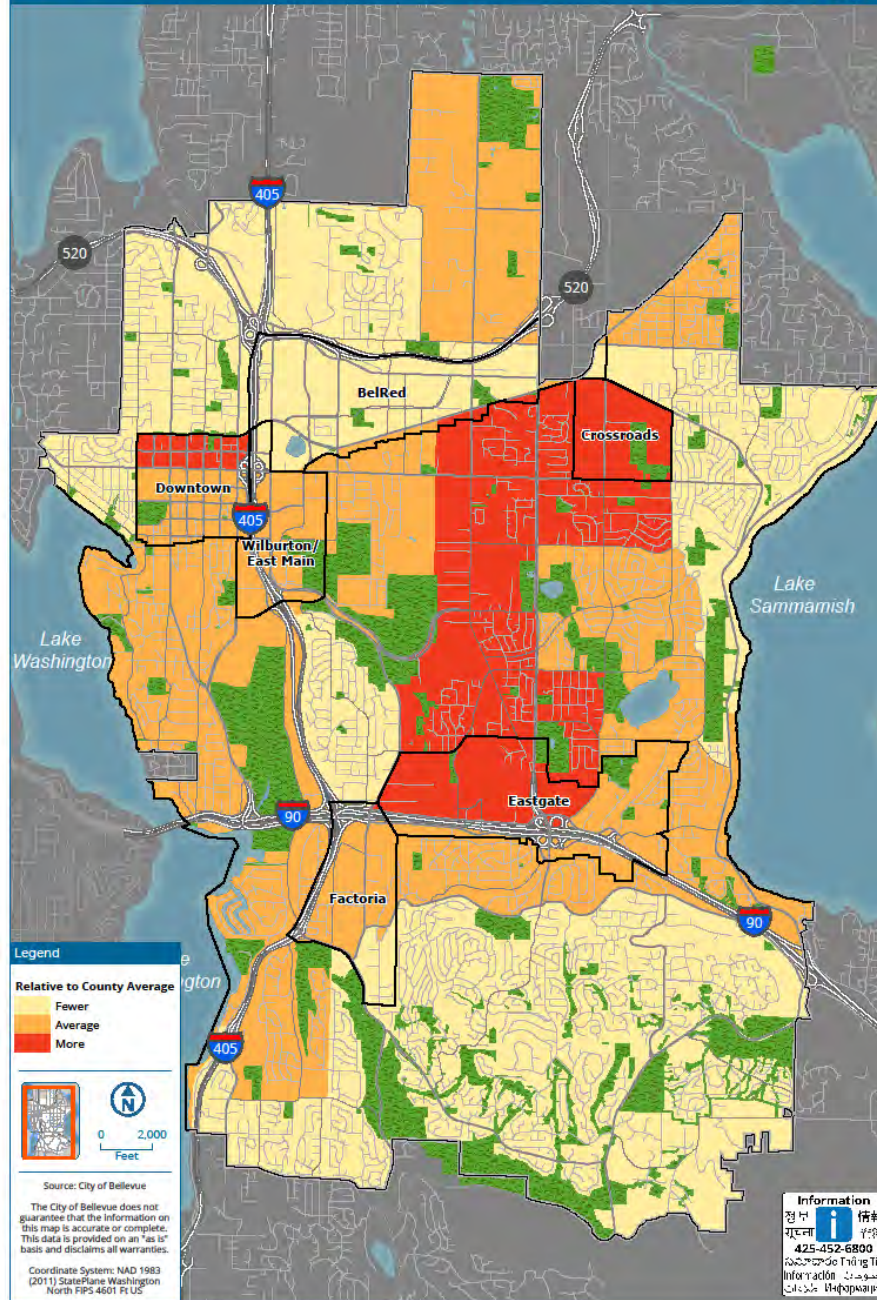 405
520
520
BelRed
Crossroads
Downtown
405
Wilburton/
East Main
Lake
Sammamish
Lake
Washington
Eastgate
90
Factoria
90
405
Legend
Relative to County Average
Fewer
Average
More
N
0 2,000
Feet
Source: City of Bellevue
The City of Bellevue does not
guarantee that the information on
this map is accurate or complete.
This data is provided on an "as is"
basis and disclaims all warranties.
Coordinate System: NAD 1983
(2011) StatePlane Washington
North FIPS 4601 Ft US
Information
정보 i
425-452-6800
Información